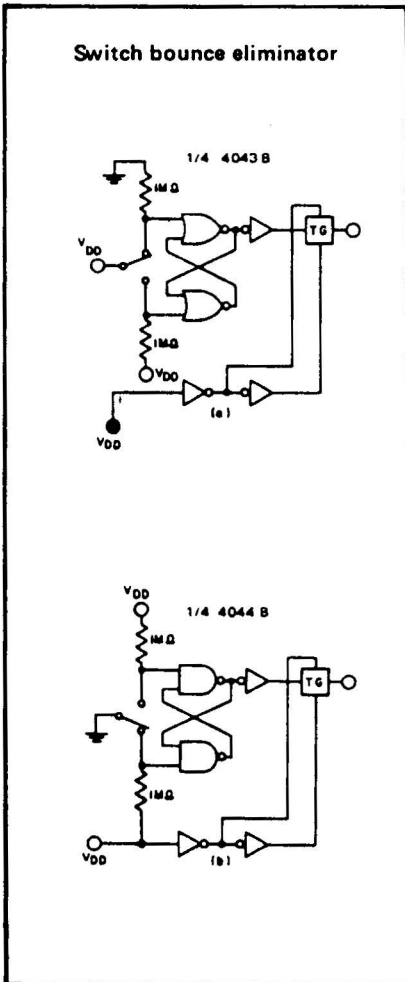 Switch bounce eliminator
1/4 4043 B
1MΩ
VDD
TG
1MΩ
VDD
(a)
VDD
VDD
1/4 4044 B
1MΩ
TG
1MΩ
VDD
(b)